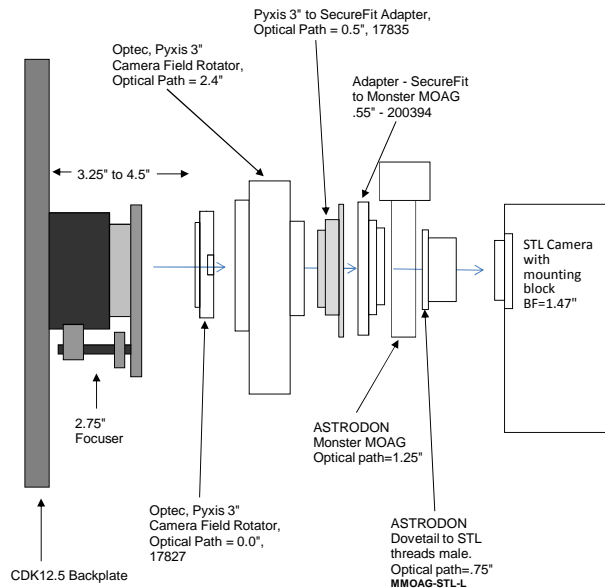 Pyxis 3" to SecureFit Adapter,
Optical Path = 0.5", 17835
Optec, Pyxis 3"
Camera Field Rotator,
Optical Path = 2.4"
Adapter - SecureFit
to Monster MOAG
.55" - 200394
3.25" to 4.5"
STL Camera
with
mounting
block
BF=1.47"
2.75"
Focuser
ASTRODON
Monster MOAG
Optical path=1.25"
Optec, Pyxis 3"
Camera Field Rotator,
Optical Path = 0.0",
17827
ASTRODON
Dovetail to STL
threads male.
Optical path=.75"
MMOAG-STL-L
CDK12.5 Backplate